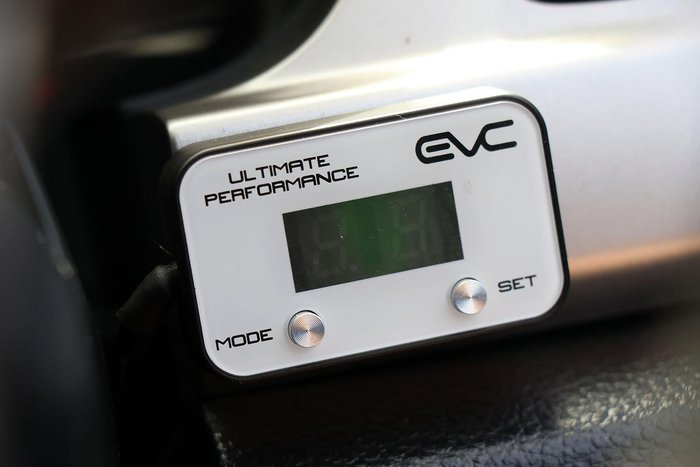 EVC
ULTIMATE
PERFORMANCE
MODE
SET